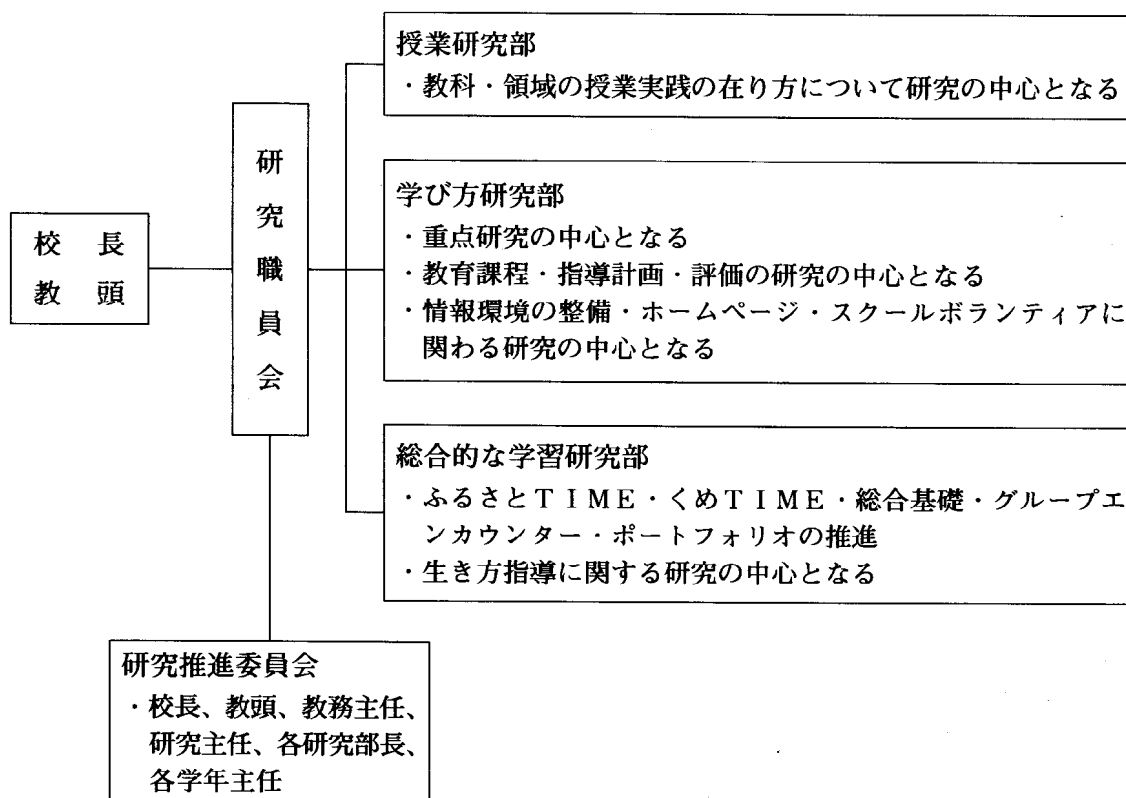 校長
教頭
研究職員会
授業研究部
・教科・領域の授業実践の在り方について研究の中心となる
学び方研究部
・重点研究の中心となる
・教育課程・指導計画・評価の研究の中心となる
・情報環境の整備・ホームページ・スクールボランティアに
関わる研究の中心となる
総合的な学習研究部
・ふるさとTIME・くめTIME・総合基礎・グループエ
ンカウンター・ポートフォリオの推進
・生き方指導に関する研究の中心となる
研究推進委員会
・校長、教頭、教務主任、
研究主任、各研究部長、
各学年主任